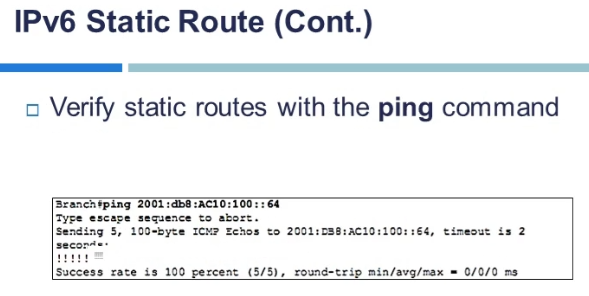 IPv6 Static Route (Cont.)
Verify static routes with the ping command
Branch#ping 2001:db8:AC10:100::64
Type escape sequence to abort.
Sending 5, 100-byte ICMP Echos to 2001:DB8:AC10:100::64, timeout is 2
seconds:
!!!!!
Success rate is 100 percent (5/5), round-trip min/avg/max = 0/0/0 ms